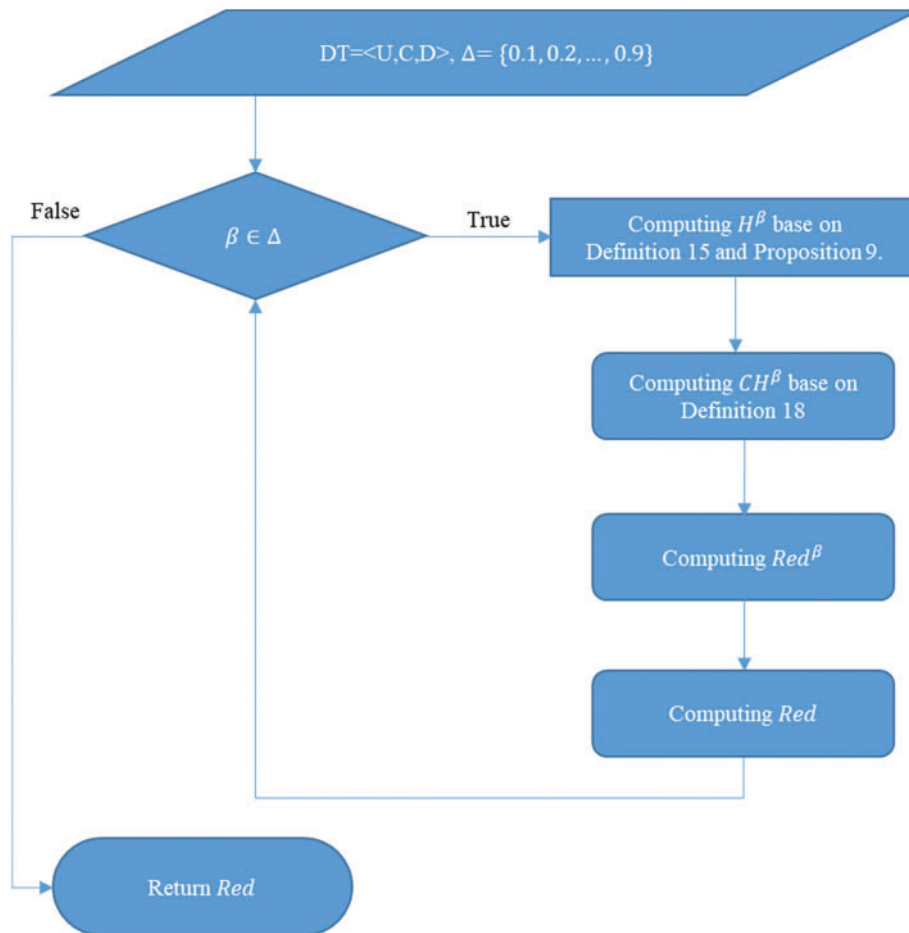 DT=<U,C,D>, Δ= {0.1, 0.2, …, 0.9}
False
True
β ∈ Δ
Computing H^β base on
Definition 15 and Proposition 9.
Computing CH^β base on
Definition 18
Computing Red^β
Computing Red
Return Red